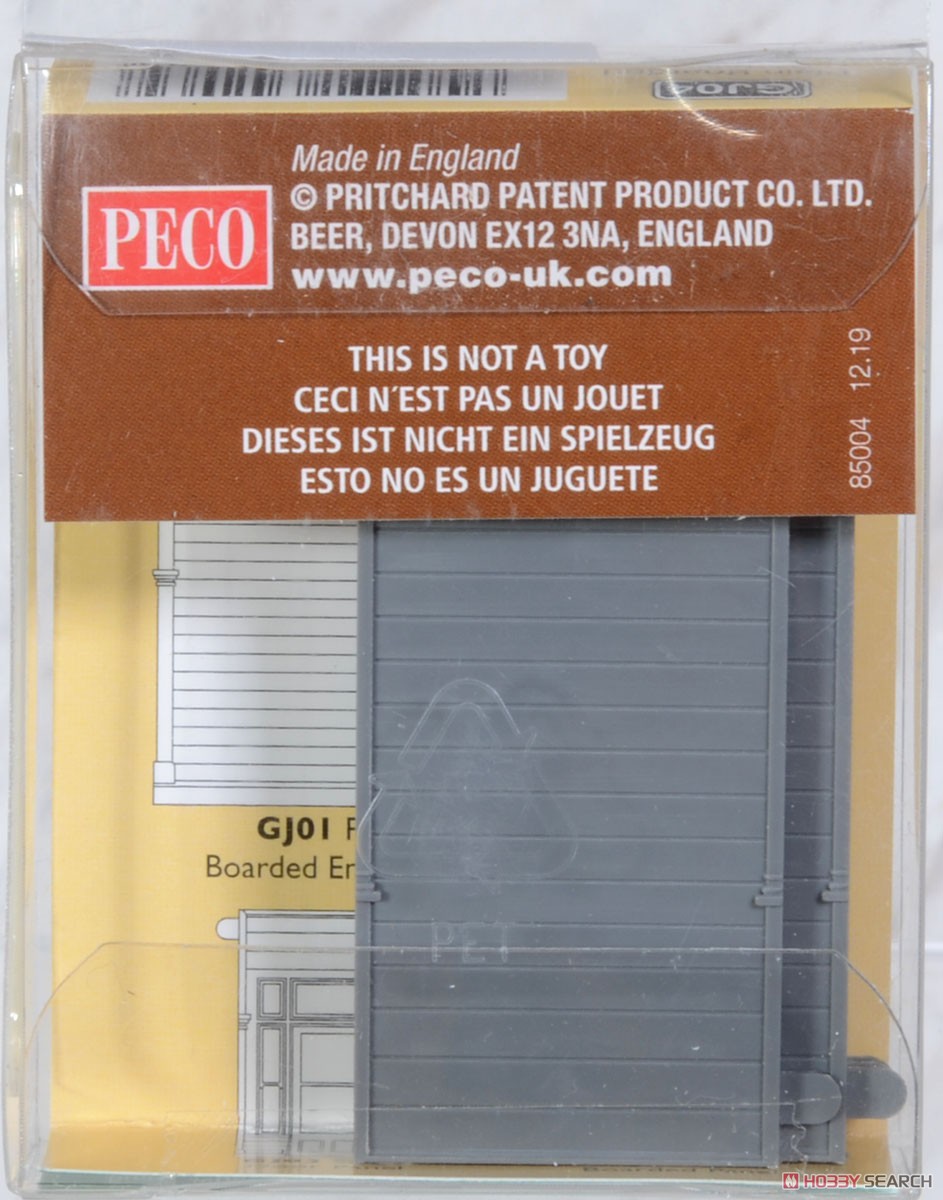 GJ04
Made in England
© PRITCHARD PATENT PRODUCT CO. LTD.
PECO
BEER, DEVON EX12 3NA, ENGLAND
www.peco-uk.com
THIS IS NOT A TOY
CECI N´EST PAS UN JOUET
DIESES IST NICHT EIN SPIELZEUG
ESTO NO ES UN JUGUETE
85004 12.19
GJ01
Boarded
PET
Boarded
HOBBY SEARCH